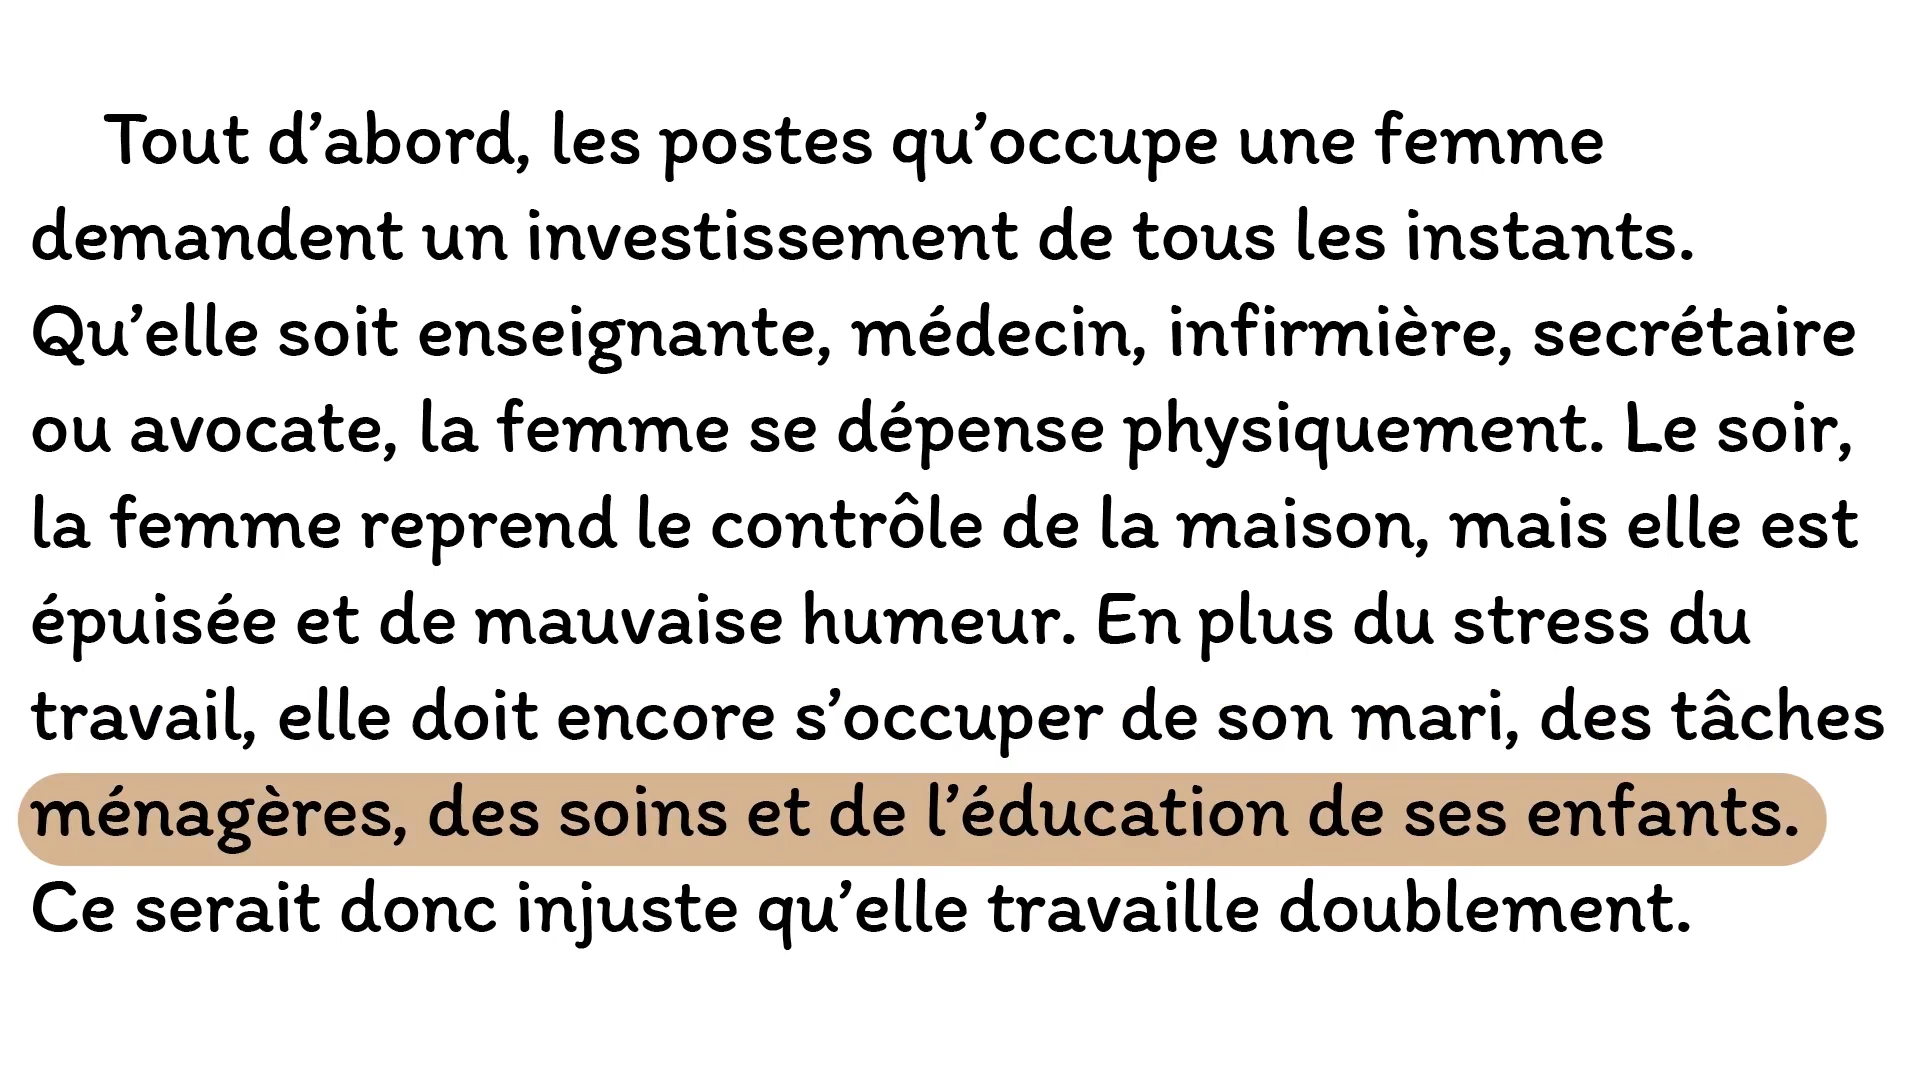 Tout d’abord, les postes qu’occupe une femme
demandent un investissement de tous les instants.
Qu’elle soit enseignante, médecin, infirmière, secrétaire
ou avocate, la femme se dépense physiquement. Le soir,
la femme reprend le contrôle de la maison, mais elle est
épuisée et de mauvaise humeur. En plus du stress du
travail, elle doit encore s’occuper de son mari, des tâches
ménagères, des soins et de l’éducation de ses enfants.
Ce serait donc injuste qu’elle travaille doublement.